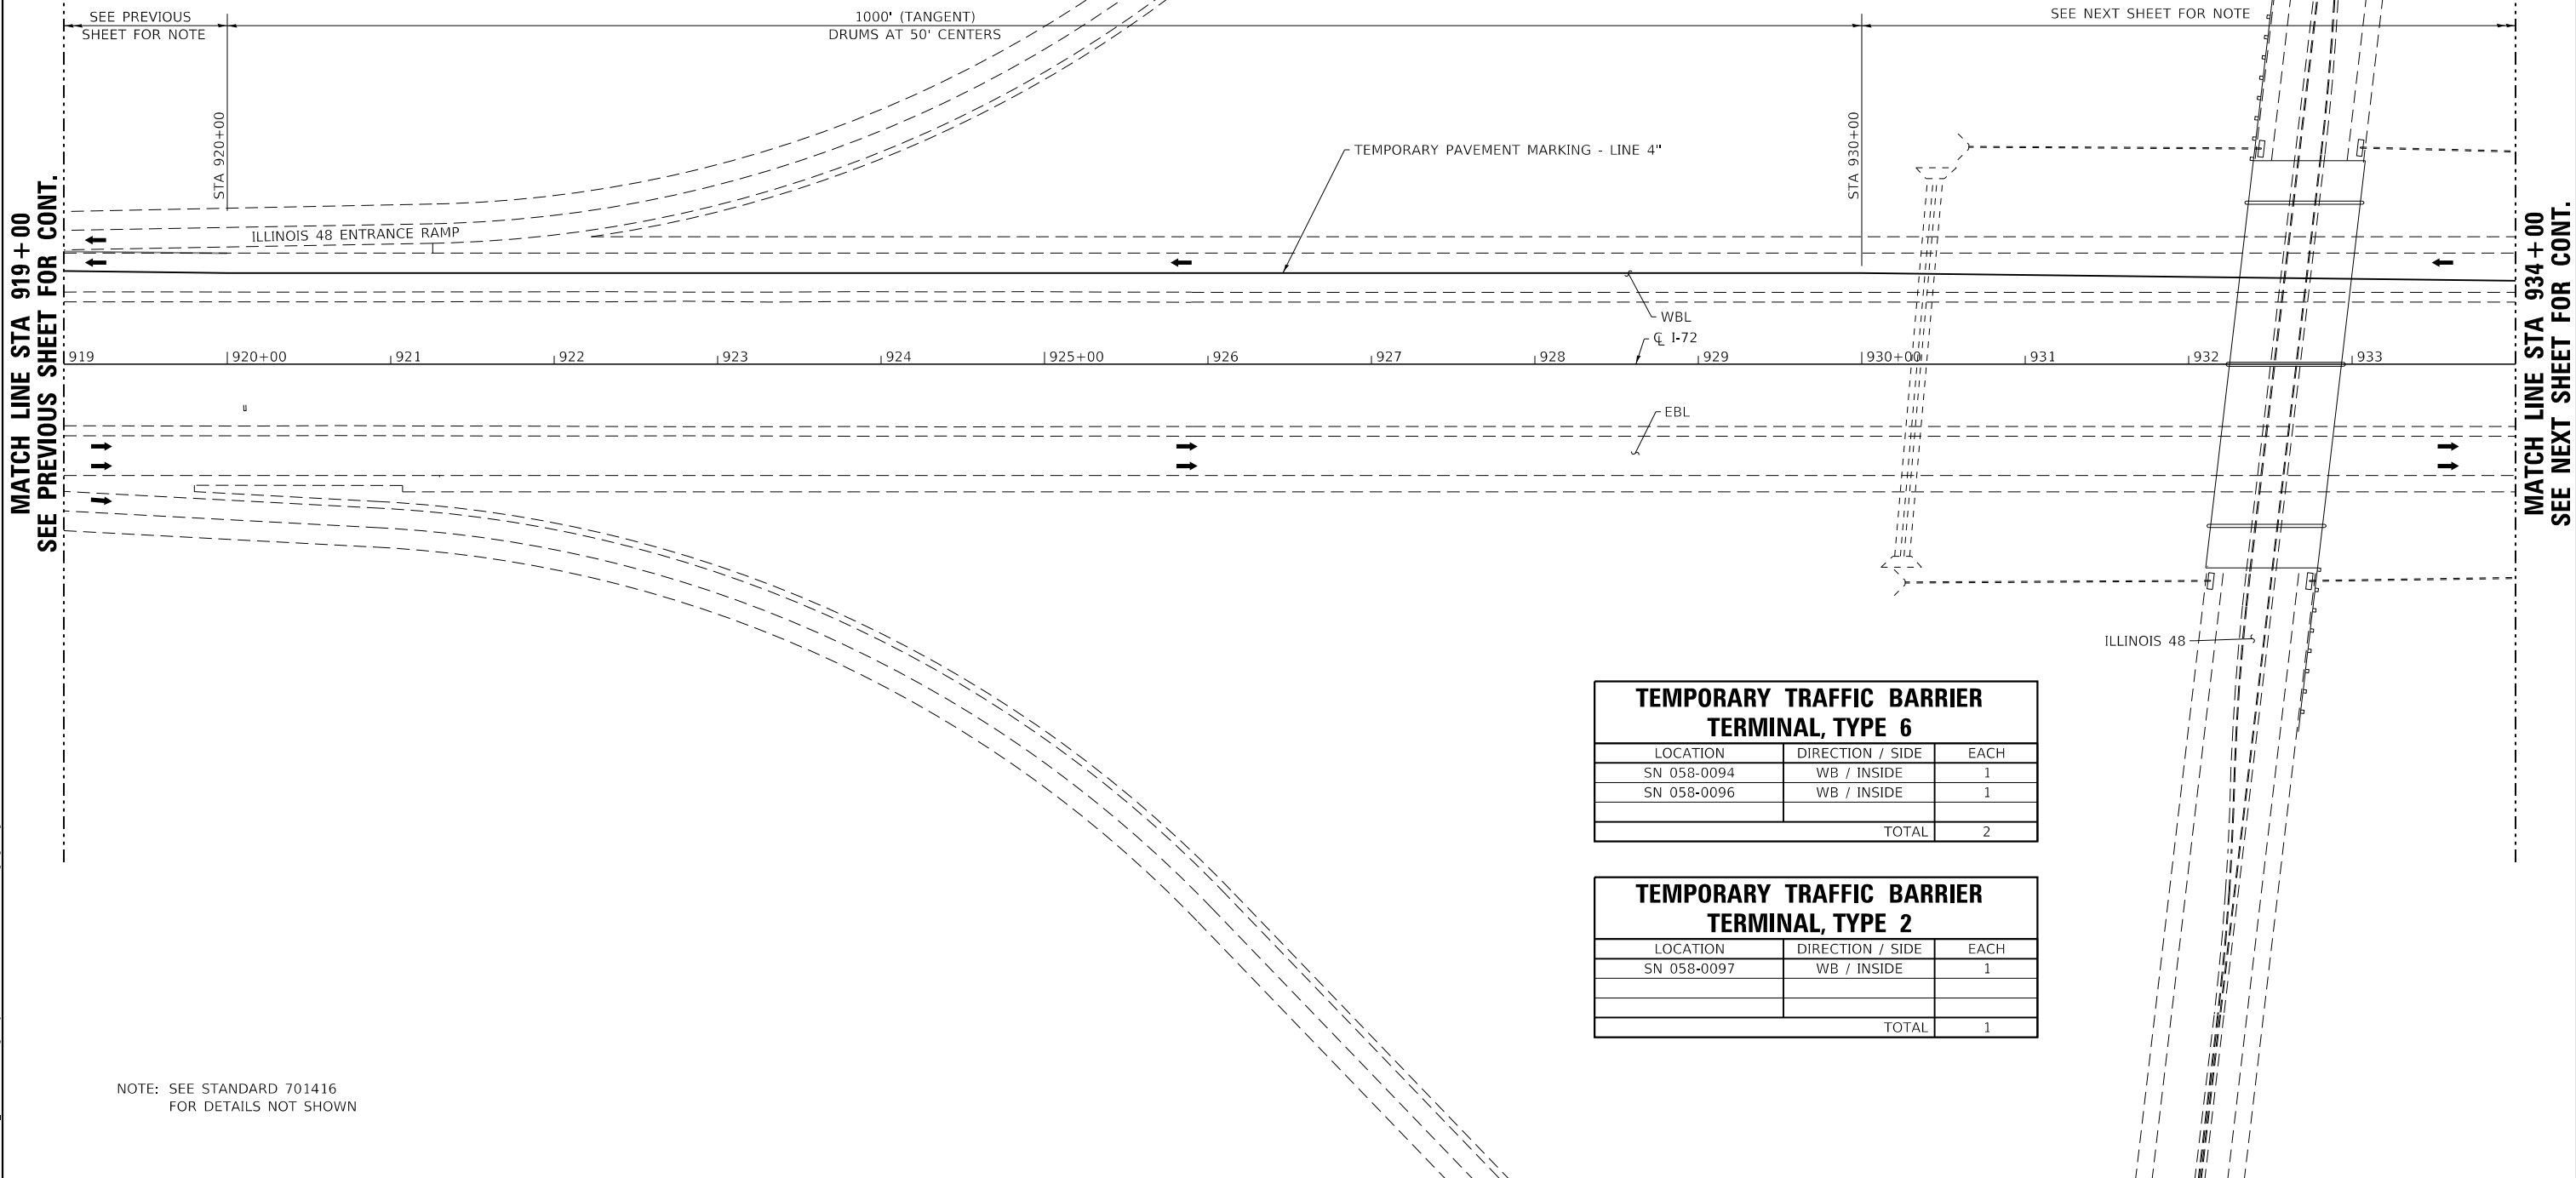 SEE PREVIOUS
SHEET FOR NOTE
1000' (TANGENT)
DRUMS AT 50' CENTERS
SEE NEXT SHEET FOR NOTE
STA 920+00
STA 930+00
TEMPORARY PAVEMENT MARKING - LINE 4"
MATCH LINE STA 919+00
SEE PREVIOUS SHEET FOR CONT.
ILLINOIS 48 ENTRANCE RAMP
MATCH LINE STA 934+00
SEE NEXT SHEET FOR CONT.
WBL
℄ I-72
919 920+00 921 922 923 924 925+00 926 927 928 929 930+00 931 932 933
EBL
ILLINOIS 48
TEMPORARY TRAFFIC BARRIER
TERMINAL, TYPE 6
LOCATION DIRECTION / SIDE EACH
SN 058-0094 WB / INSIDE 1
SN 058-0096 WB / INSIDE 1
TOTAL 2
TEMPORARY TRAFFIC BARRIER
TERMINAL, TYPE 2
LOCATION DIRECTION / SIDE EACH
SN 058-0097 WB / INSIDE 1
TOTAL 1
NOTE: SEE STANDARD 701416
FOR DETAILS NOT SHOWN